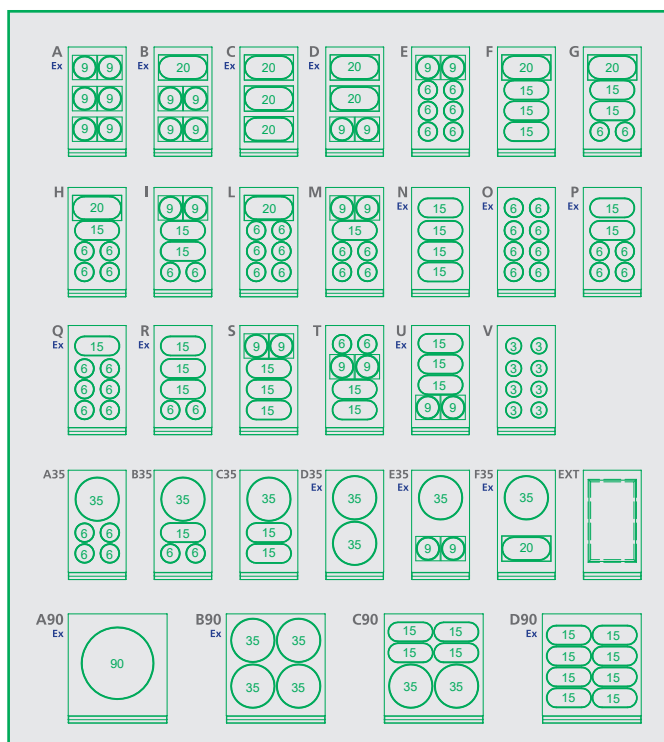 A B C D E F G
Ex Ex Ex Ex
9 9 20 20 20 9 9 20 20
6 6 15 15
9 9 9 9 20 20 6 6 15 15
9 9 9 9 20 9 9 6 6 15 6 6
H I L M N O P
Ex Ex Ex
20 9 9 20 9 9 15 6 6 15
15 15 6 6 15 15 6 6 15
6 6 15 6 6 6 6 15 6 6 6 6
6 6 6 6 6 6 6 6 15 6 6 6 6
Q R S T U V
Ex Ex Ex
15 15 9 9 6 6 15 3 3
6 6 15 15 9 9 15 3 3
6 6 15 15 15 15 3 3
6 6 6 6 15 15 9 9 3 3
A35 B35 C35 D35 E35 F35 EXT
Ex Ex Ex
35 35 35 35 35 35
6 6 15 15
6 6 6 6 15 35 9 9 20
A90 B90 C90 D90
Ex Ex Ex
35 35 15 15 15 15
90 15 15 15 15
35 35 35 35 15 15
15 15